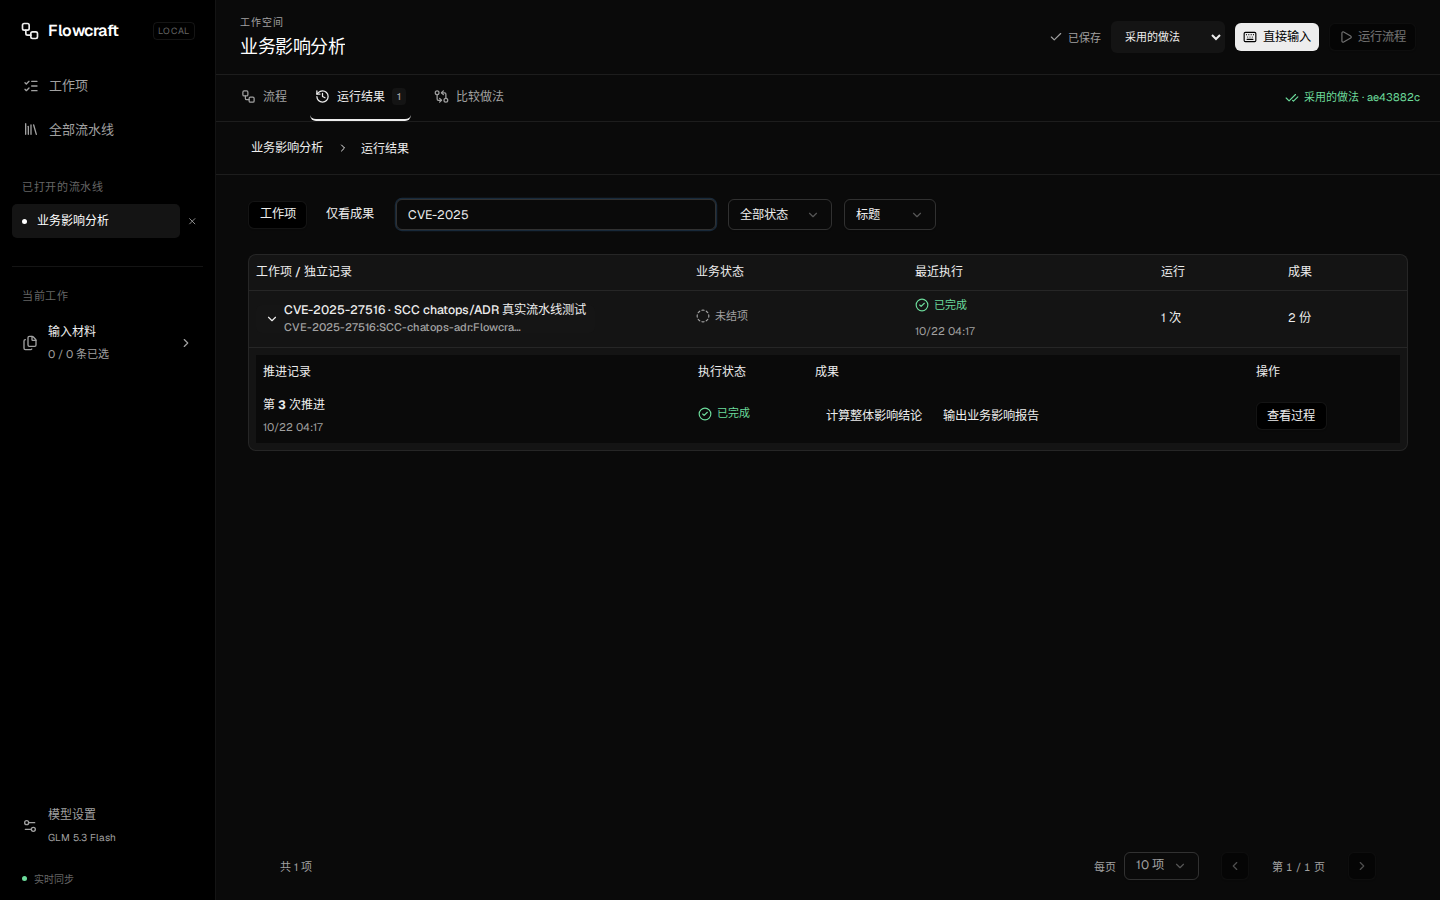 Flowcraft
LOCAL
工作项
全部流水线
已打开的流水线
业务影响分析
当前工作
输入材料
0 / 0 条已选
模型设置
GLM 5.3 Flash
实时同步
工作空间
业务影响分析
已保存
采用的做法
直接输入
运行流程
流程
运行结果 1
比较做法
采用的做法 · ae43882c
业务影响分析
运行结果
工作项
仅看成果
CVE-2025
全部状态
标题
工作项 / 独立记录 业务状态 最近执行 运行 成果
CVE-2025-27516 · SCC chatops/ADR 真实流水线测试
CVE-2025-27516:SCC-chatops-adr:Flowcra...
未结项
已完成
10/22 04:17
1 次
2 份
推进记录 执行状态 成果 操作
第 3 次推进
10/22 04:17
已完成
计算整体影响结论
输出业务影响报告
查看过程
共 1 项
每页
10 项
第 1 / 1 页